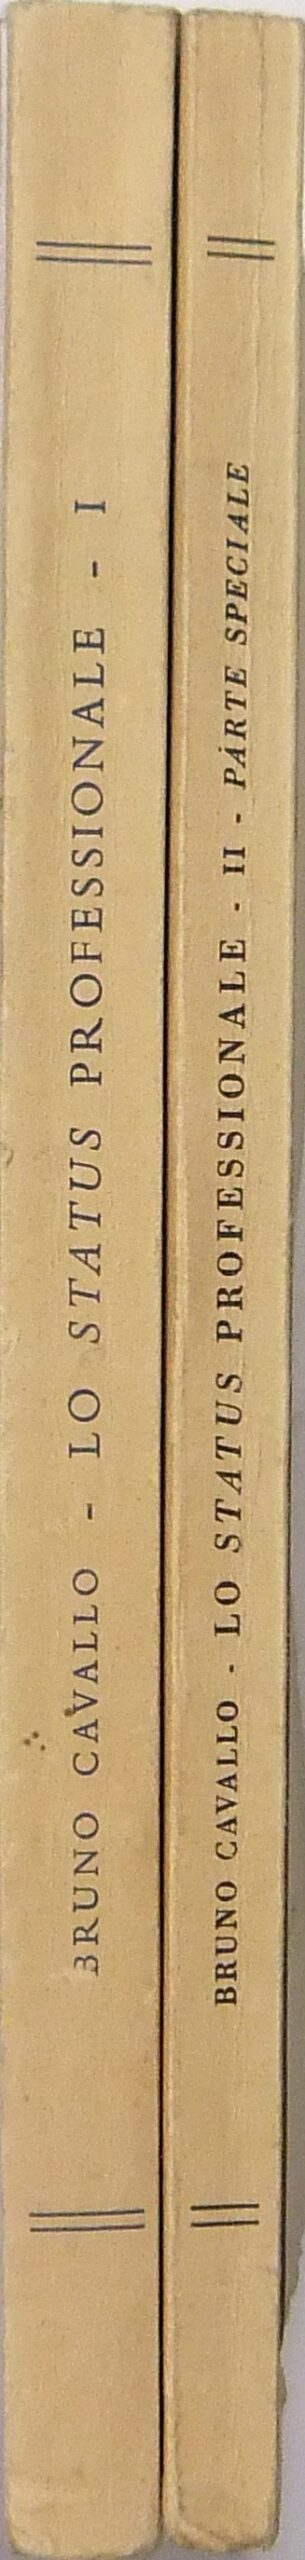 BRUNO CAVALLO - LO STATUS PROFESSIONALE - I
BRUNO CAVALLO - LO STATUS PROFESSIONALE - II - PARTE SPECIALE